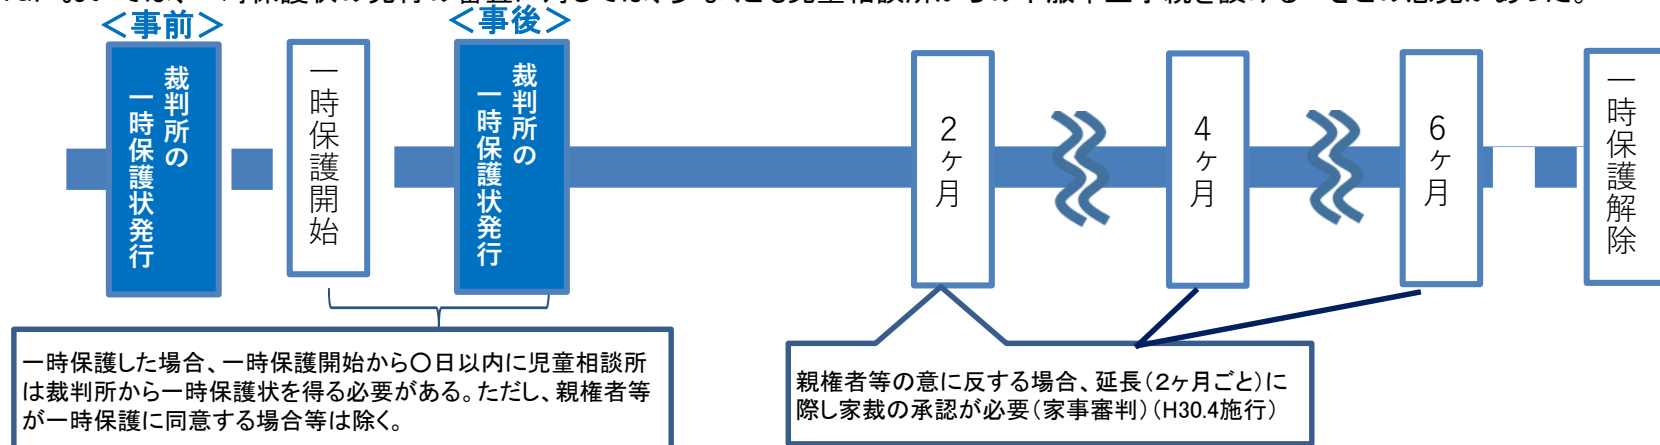 ＜事前＞
＜事後＞
裁判所の
一時保護状発行
一時保護開始
裁判所の
一時保護状発行
２ヶ月
４ヶ月
６ヶ月
一時保護解除
一時保護した場合、一時保護開始から〇日以内に児童相談所
は裁判所から一時保護状を得る必要がある。ただし、親権者等
が一時保護に同意する場合等は除く。
親権者等の意に反する場合、延長（２ヶ月ごと）に
際し家裁の承認が必要（家事審判）（H30.4施行）